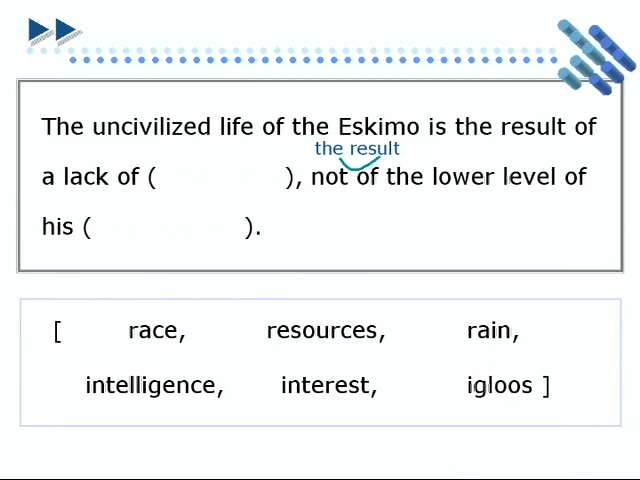 The uncivilized life of the Eskimo is the result of
the result
a lack of ( ), not of the lower level of
his ( ).
[ race, resources, rain,
intelligence, interest, igloos ]